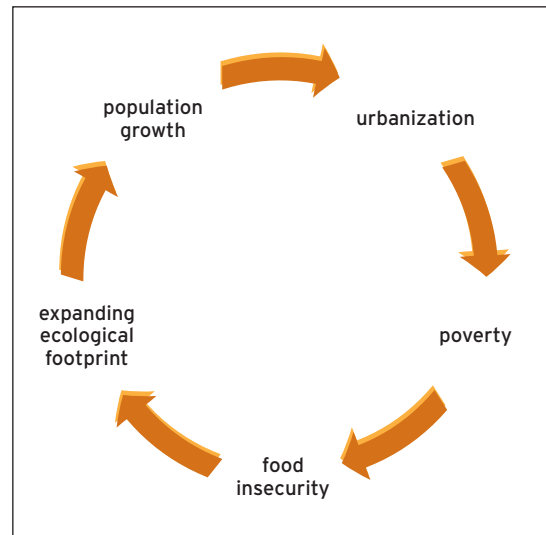 population
growth
urbanization
poverty
food
insecurity
expanding
ecological
footprint